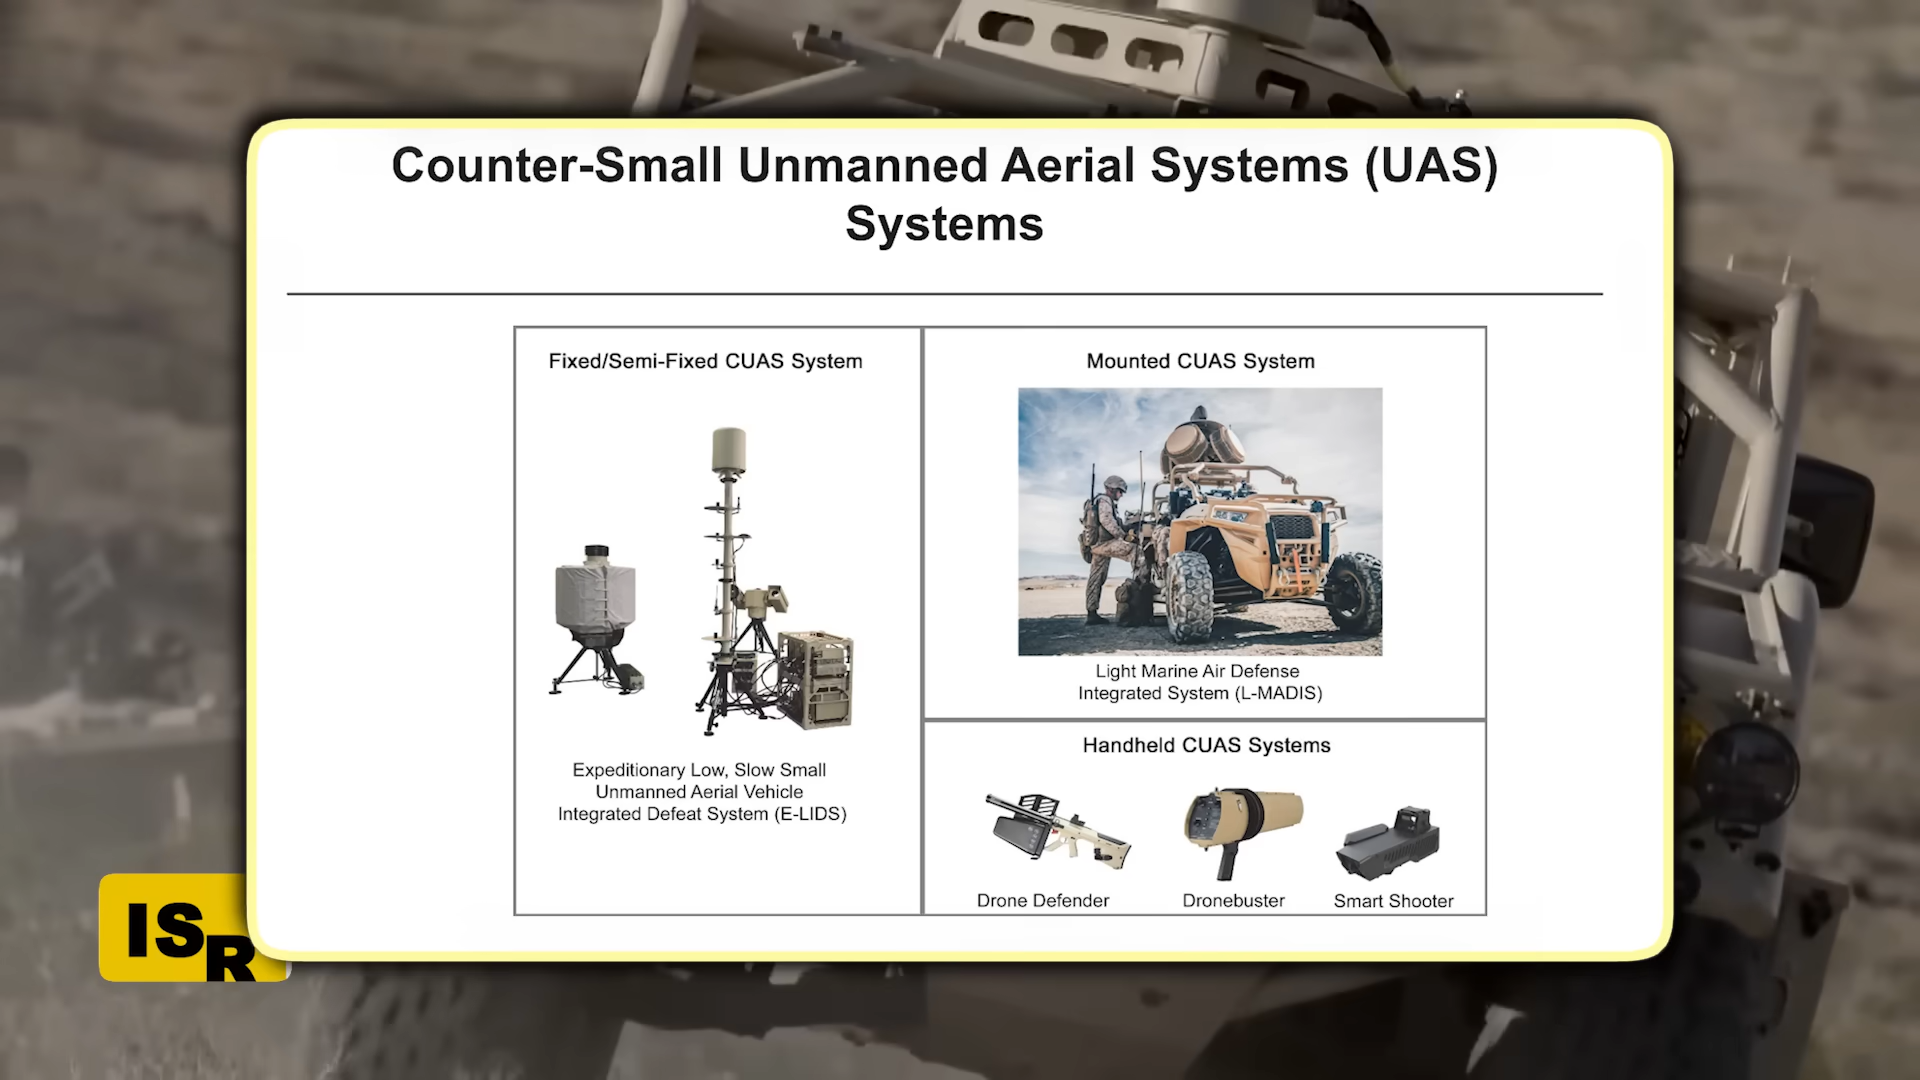 Counter-Small Unmanned Aerial Systems (UAS)
Systems
Fixed/Semi-Fixed CUAS System
Expeditionary Low, Slow Small
Unmanned Aerial Vehicle
Integrated Defeat System (E-LIDS)
Mounted CUAS System
Light Marine Air Defense
Integrated System (L-MADIS)
Handheld CUAS Systems
Drone Defender
Dronebuster
Smart Shooter
ISR